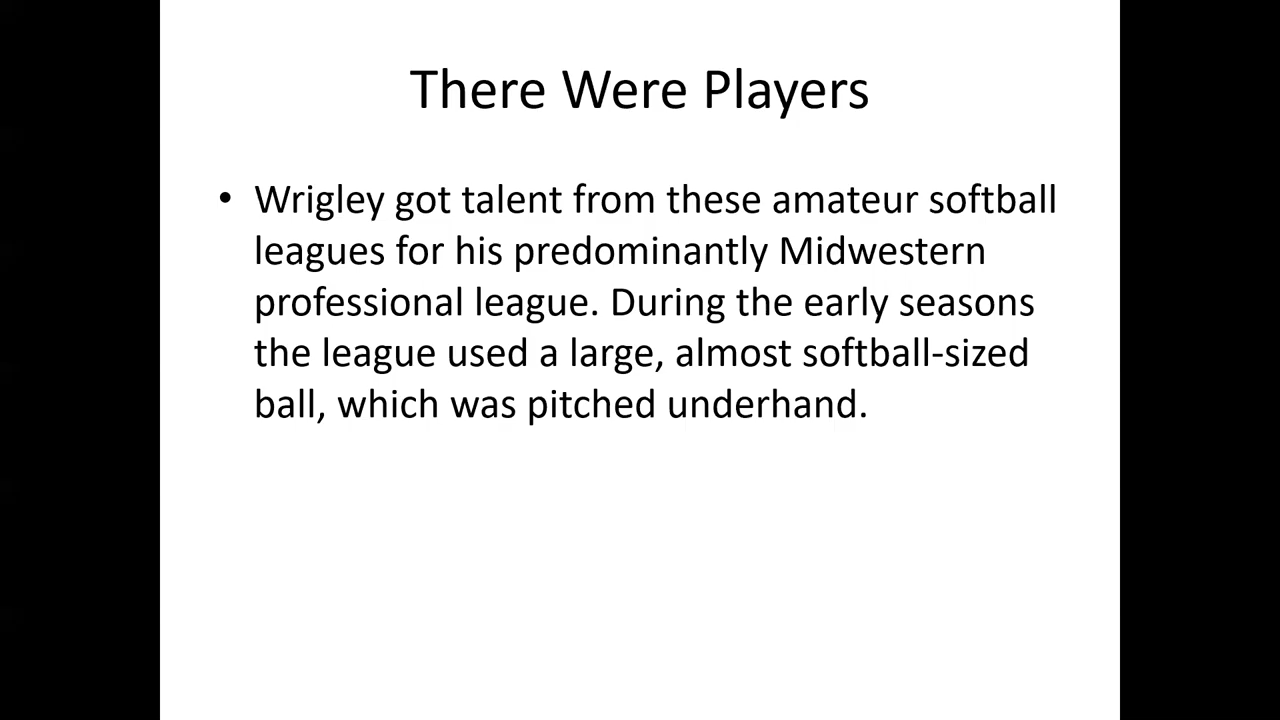 There Were Players
• Wrigley got talent from these amateur softball
leagues for his predominantly Midwestern
professional league. During the early seasons
the league used a large, almost softball-sized
ball, which was pitched underhand.